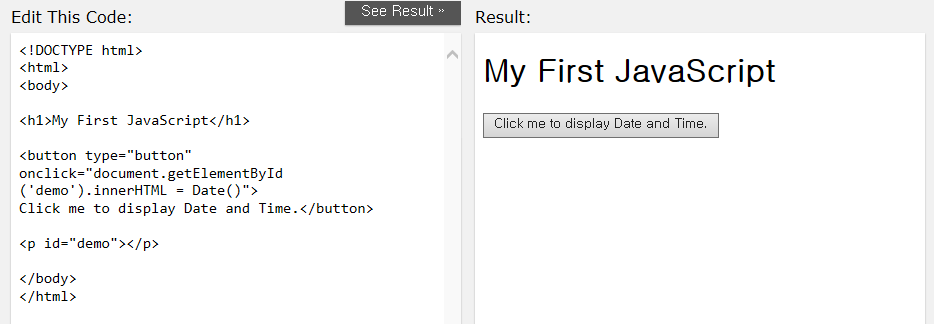 Edit This Code:
See Result »
Result:
<!DOCTYPE html>
<html>
<body>
<h1>My First JavaScript</h1>
<button type="button"
onclick="document.getElementById
('demo').innerHTML = Date()">
Click me to display Date and Time.</button>
<p id="demo"></p>
</body>
</html>
My First JavaScript
Click me to display Date and Time.